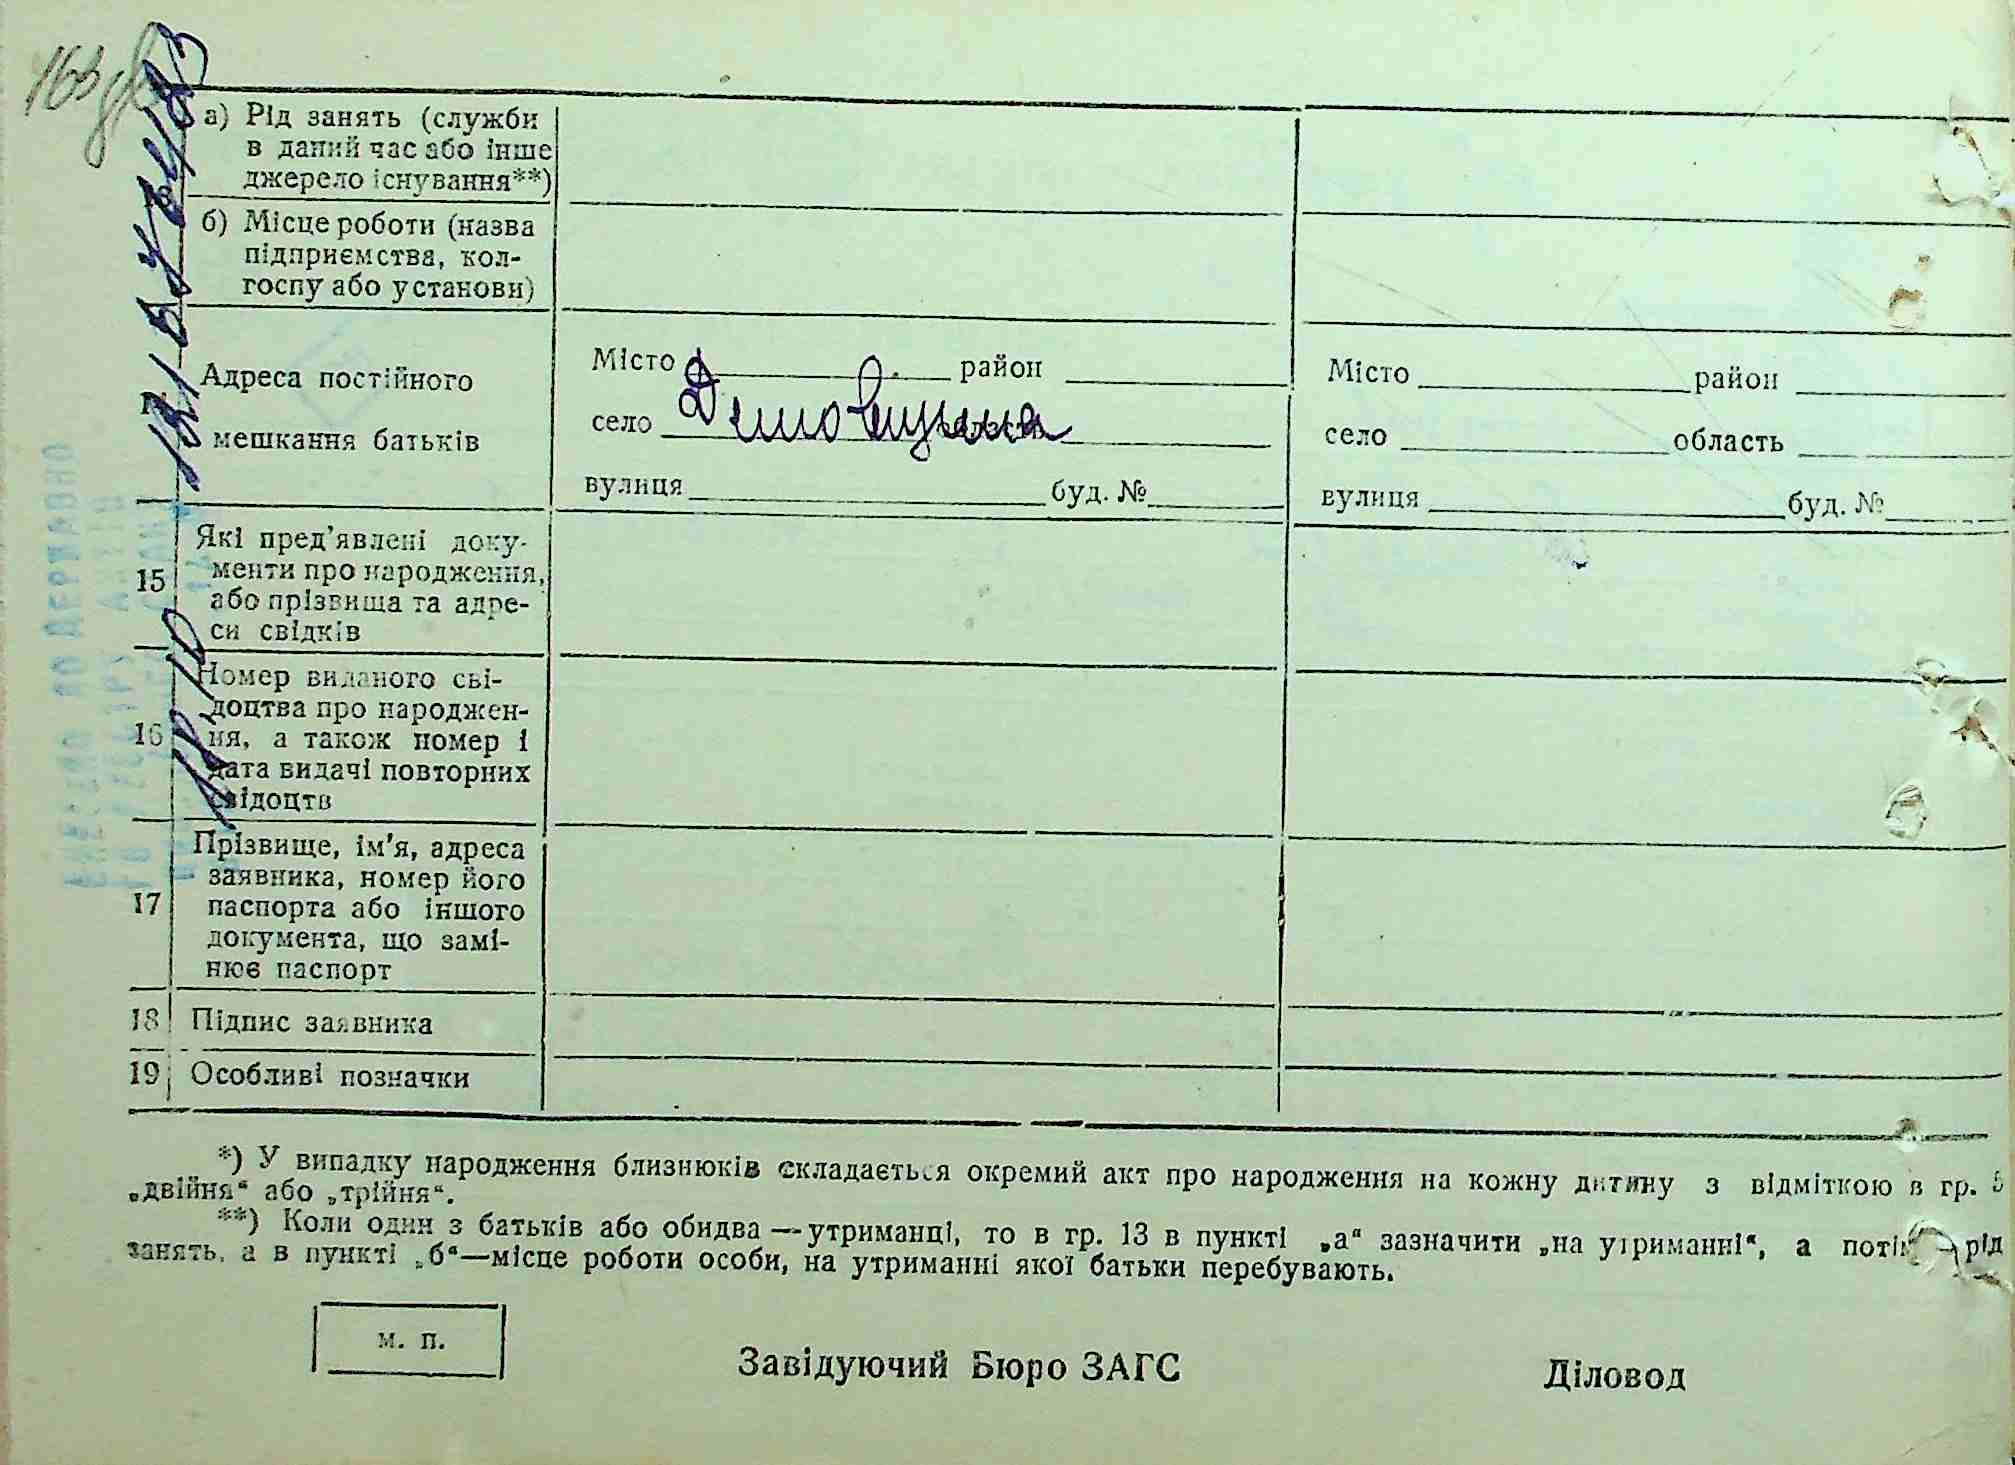 163
а) Рід занять (служби
в даний час або інше
джерело існування**)
б) Місце роботи (назва
підприємства, кол-
госпу або установи)
Адреса постійного
мешкання батьків
Місто район
село Демовщина область
вулиця буд. №
Місто район
село область
вулиця буд. №
15 Які пред'явлені доку-
менти про народження,
або прізвища та адре-
си свідків
16 Номер виданого сві-
доцтва про народжен-
ня, а також номер і
дата видачі повторних
свідоцтв
17 Прізвище, ім'я, адреса
заявника, номер його
паспорта або іншого
документа, що замі-
нює паспорт
18 Підпис заявника
19 Особливі позначки
*) У випадку народження близнюків складається окремий акт про народження на кожну дитину з відміткою в гр. 5
„двійня“ або „трійня“.
**) Коли один з батьків або обидва — утриманці, то в гр. 13 в пункті „а“ зазначити „на утриманні“, а потім — рід
занять, а в пункті „б“—місце роботи особи, на утриманні якої батьки перебувають.
м. п.
Завідуючий Бюро ЗАГС
Діловод